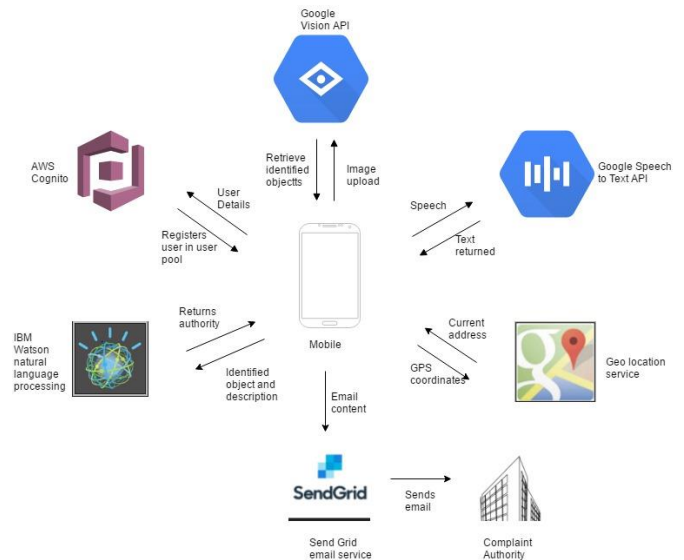 Google
Vision API
AWS
Cognito
Retrieve
identified
objectts
Image
upload
Google Speech
to Text API
User
Details
Speech
Registers
user in user
pool
Text
returned
IBM
Watson
natural
language
processing
Returns
authority
Mobile
Current
address
Geo location
service
Identified
object and
description
GPS
coordinates
Email
content
SendGrid
Sends
email
Send Grid
email service
Complaint
Authority